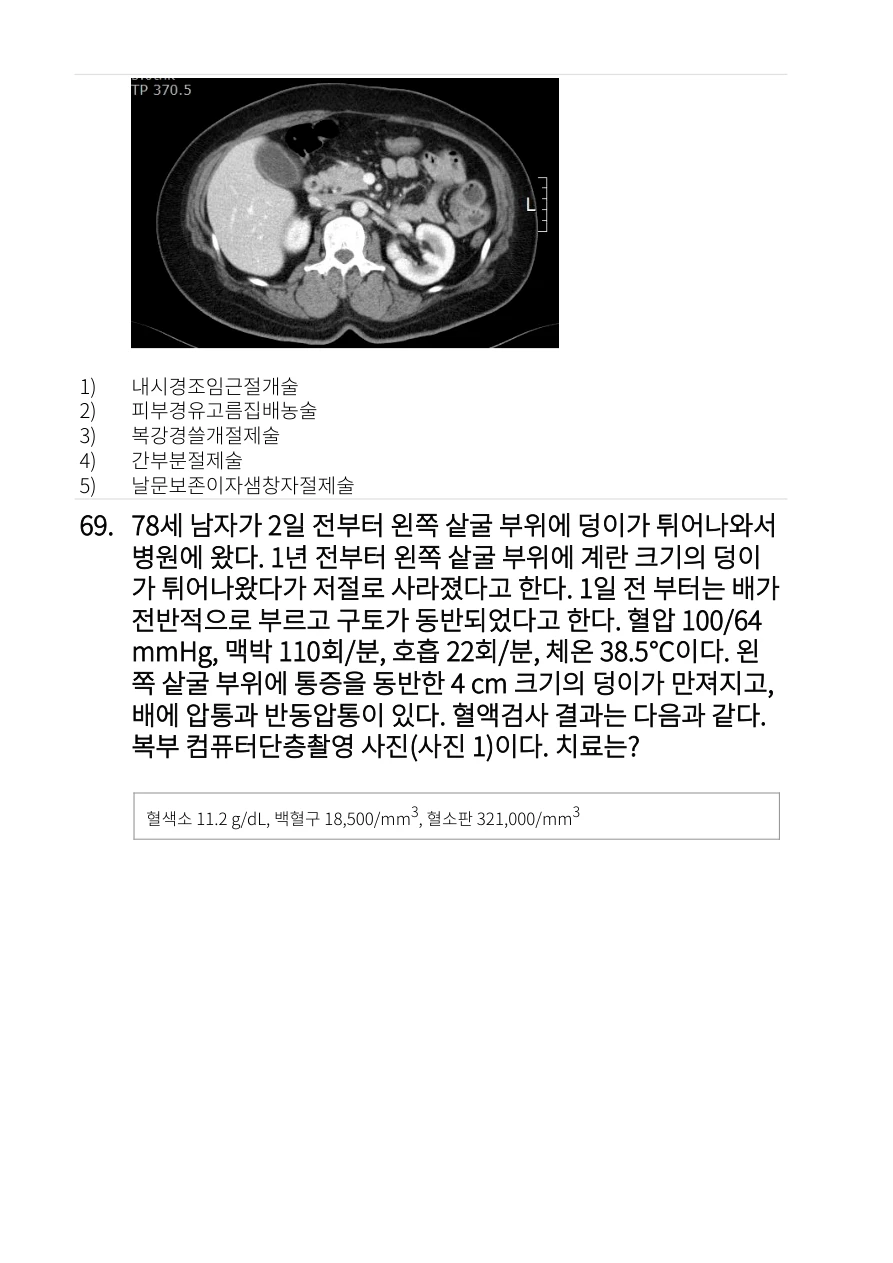 TP 370.5
L
1) 내시경조임근절개술
2) 피부경유고름집배농술
3) 복강경쓸개절제술
4) 간부분절제술
5) 날문보존이자샘창자절제술
69. 78세 남자가 2일 전부터 왼쪽 샅굴 부위에 덩이가 튀어나와서
병원에 왔다. 1년 전부터 왼쪽 샅굴 부위에 계란 크기의 덩이
가 튀어나왔다가 저절로 사라졌다고 한다. 1일 전 부터는 배가
전반적으로 부르고 구토가 동반되었다고 한다. 혈압 100/64
mmHg, 맥박 110회/분, 호흡 22회/분, 체온 38.5℃이다. 왼
쪽 샅굴 부위에 통증을 동반한 4 cm 크기의 덩이가 만져지고,
배에 압통과 반동압통이 있다. 혈액검사 결과는 다음과 같다.
복부 컴퓨터단층촬영 사진(사진 1)이다. 치료는?
혈색소 11.2 g/dL, 백혈구 18,500/mm³, 혈소판 321,000/mm³